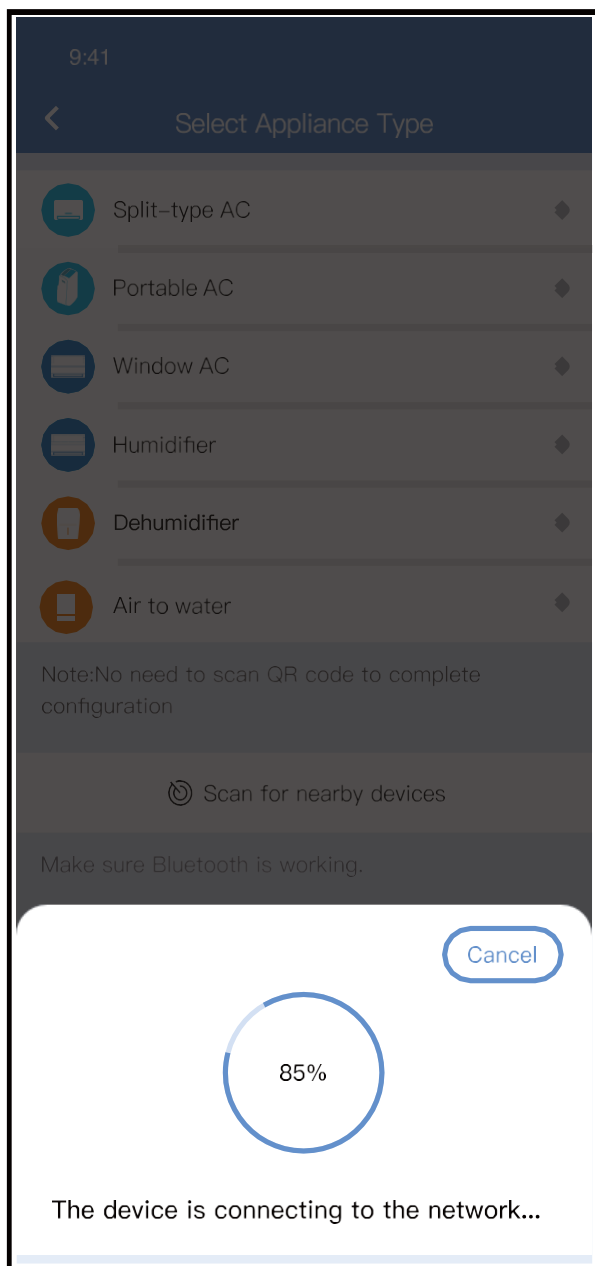 9:41
Select Appliance Type
Split-type AC
Portable AC
Window AC
Humidifier
Dehumidifier
Air to water
Note:No need to scan QR code to complete
configuration
Scan for nearby devices
Make sure Bluetooth is working.
Cancel
85%
The device is connecting to the network...